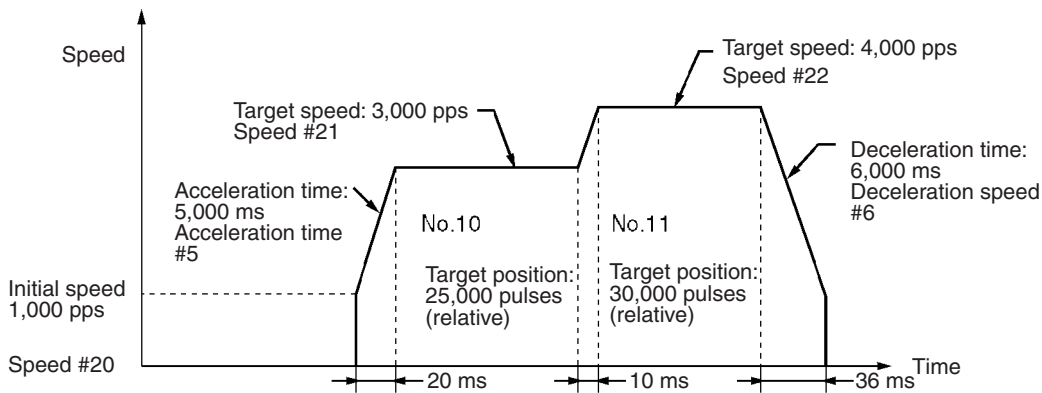 Speed
Target speed: 4,000 pps
Speed #22
Target speed: 3,000 pps
Speed #21
Deceleration time:
6,000 ms
Deceleration speed
#6
Acceleration time:
5,000 ms
Acceleration time
#5
No.10
No.11
Target position:
25,000 pulses
(relative)
Target position:
30,000 pulses
(relative)
Initial speed
1,000 pps
Speed #20
Time
20 ms
10 ms
36 ms